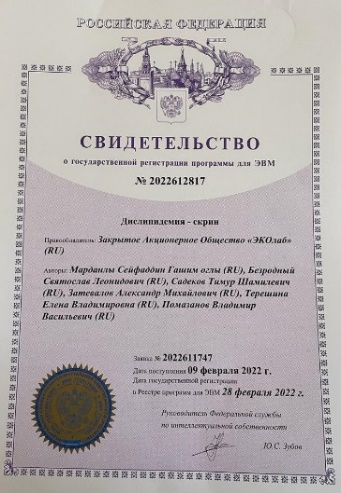 РОССИЙСКАЯ ФЕДЕРАЦИЯ
СВИДЕТЕЛЬСТВО
о государственной регистрации программы для ЭВМ
№ 2022612817
Дислипидемия - скрин
Правообладатель: Закрытое Акционерное Общество «ЭКОлаб»
(RU)
Авторы: Марданлы Сейфаддин Гашим оглы (RU), Безродный
Святослав Леонидович (RU), Садеков Тимур Шамилевич
(RU), Затевалов Александр Михайлович (RU), Терешина
Елена Владимировна (RU), Помазанов Владимир
Васильевич (RU)
Заявка № 2022611747
Дата поступления 09 февраля 2022 г.
Дата государственной регистрации
в Реестре программ для ЭВМ 28 февраля 2022 г.
Руководитель Федеральной службы
по интеллектуальной собственности
Ю.С. Зубов